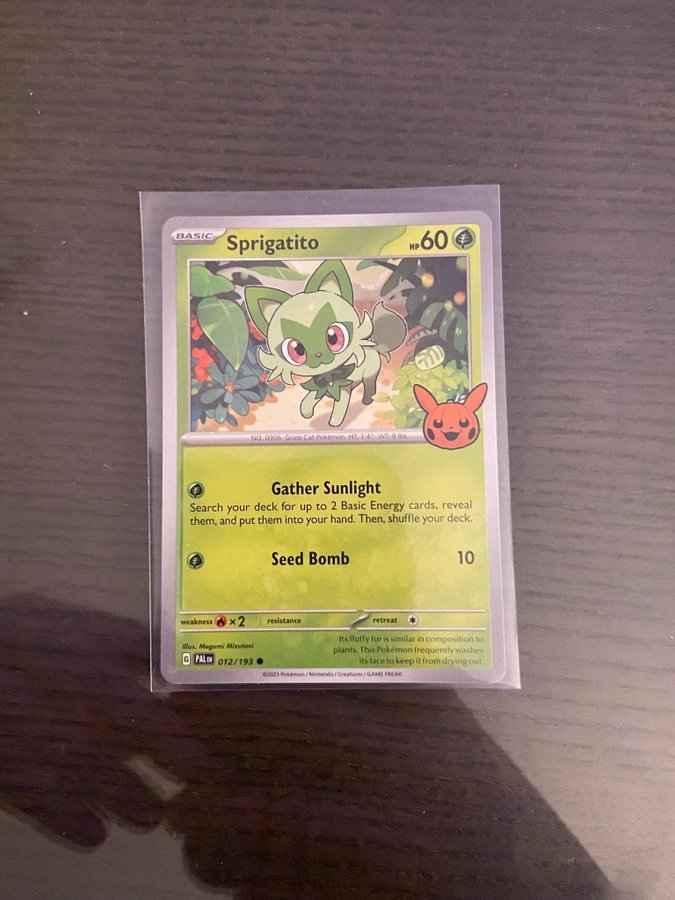 BASIC Sprigatito HP 60
NO. 0906 Grass Cat Pokémon HT: 1'4" WT: 9 lbs
Gather Sunlight
Search your deck for up to 2 Basic Energy cards, reveal
them, and put them into your hand. Then, shuffle your deck.
Seed Bomb 10
weakness ×2 resistance retreat
Illus. Megumi Mizutani
Its fluffy fur is similar in composition to
plants. This Pokémon frequently washes
its face to keep it from drying out.
G PAL EN 012/193
©2023 Pokémon / Nintendo / Creatures / GAME FREAK